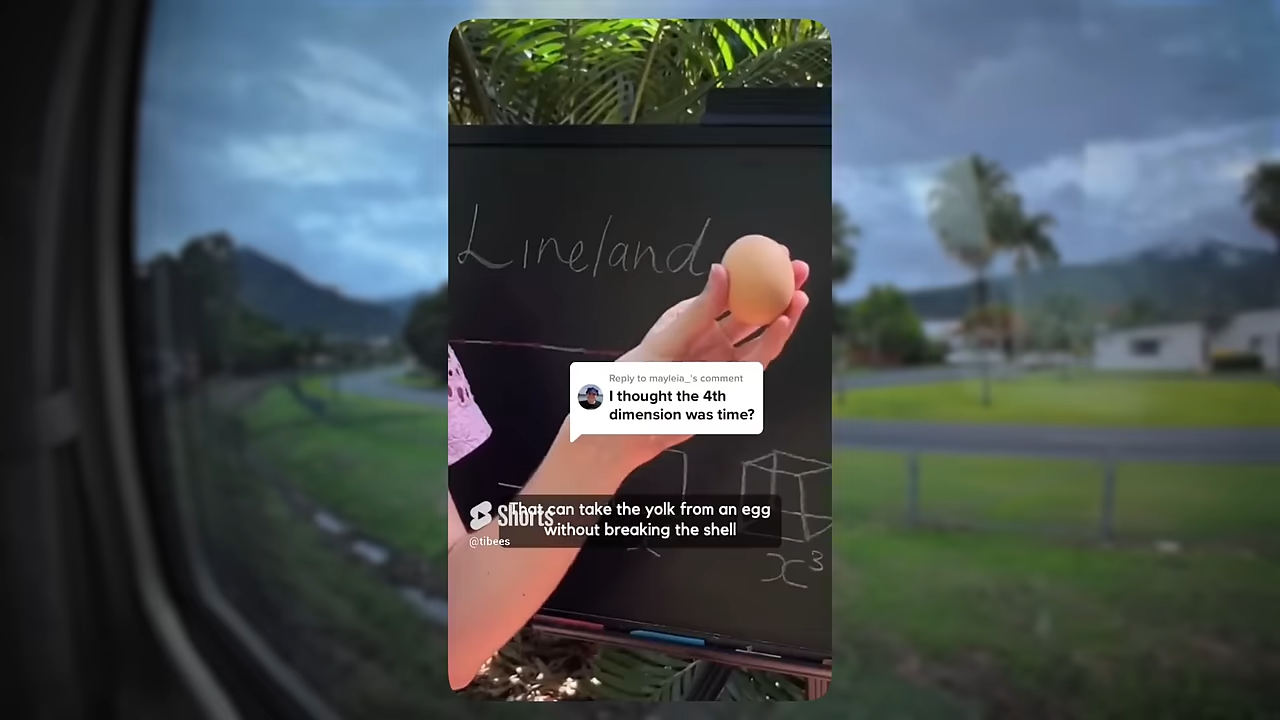 Lineland
Reply to mayleia_'s comment
I thought the 4th
dimension was time?
That can take the yolk from an egg
without breaking the shell
Shorts
@tibees
x³